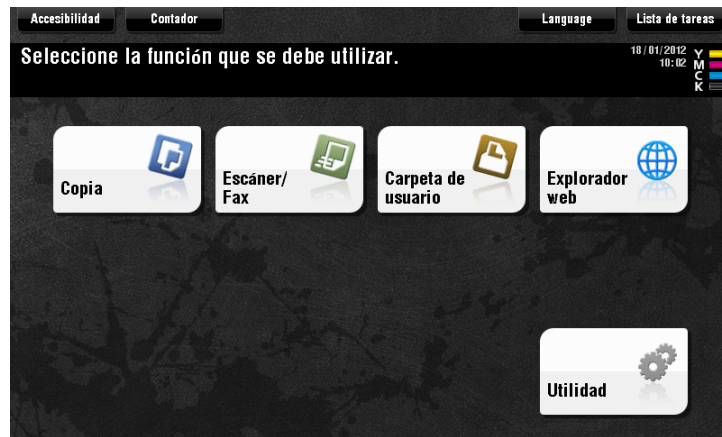 Accesibilidad
Contador
Language
Lista de tareas
Seleccione la función que se debe utilizar.
18/01/2012
10:02
Y
M
C
K
Copia
Escáner/
Fax
Carpeta de
usuario
Explorador
web
Utilidad